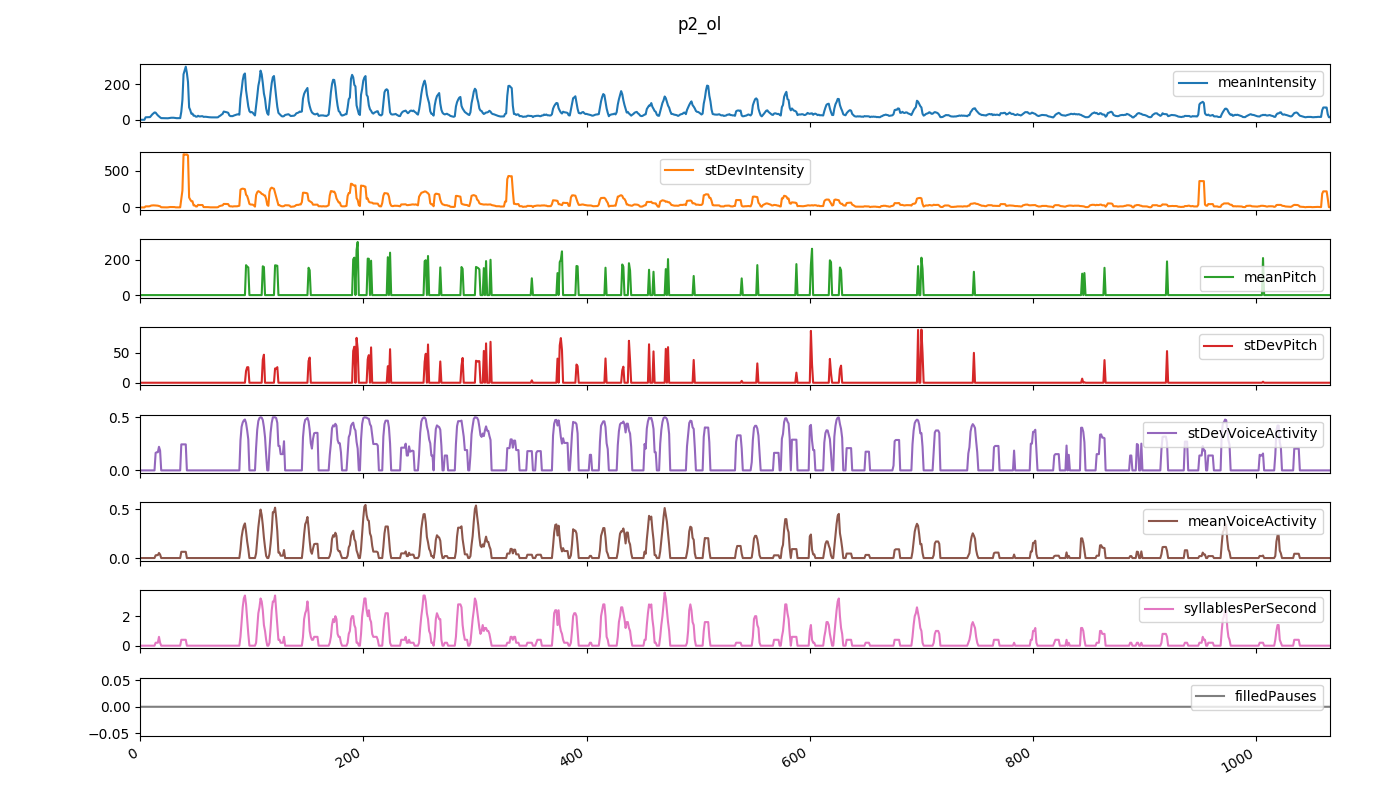 p2_ol
200
0
meanIntensity
500
0
stDevIntensity
200
0
meanPitch
50
0
stDevPitch
0.5
0.0
stDevVoiceActivity
0.5
0.0
meanVoiceActivity
2
0
syllablesPerSecond
0.05
0.00
−0.05
filledPauses
0
200
400
600
800
1000